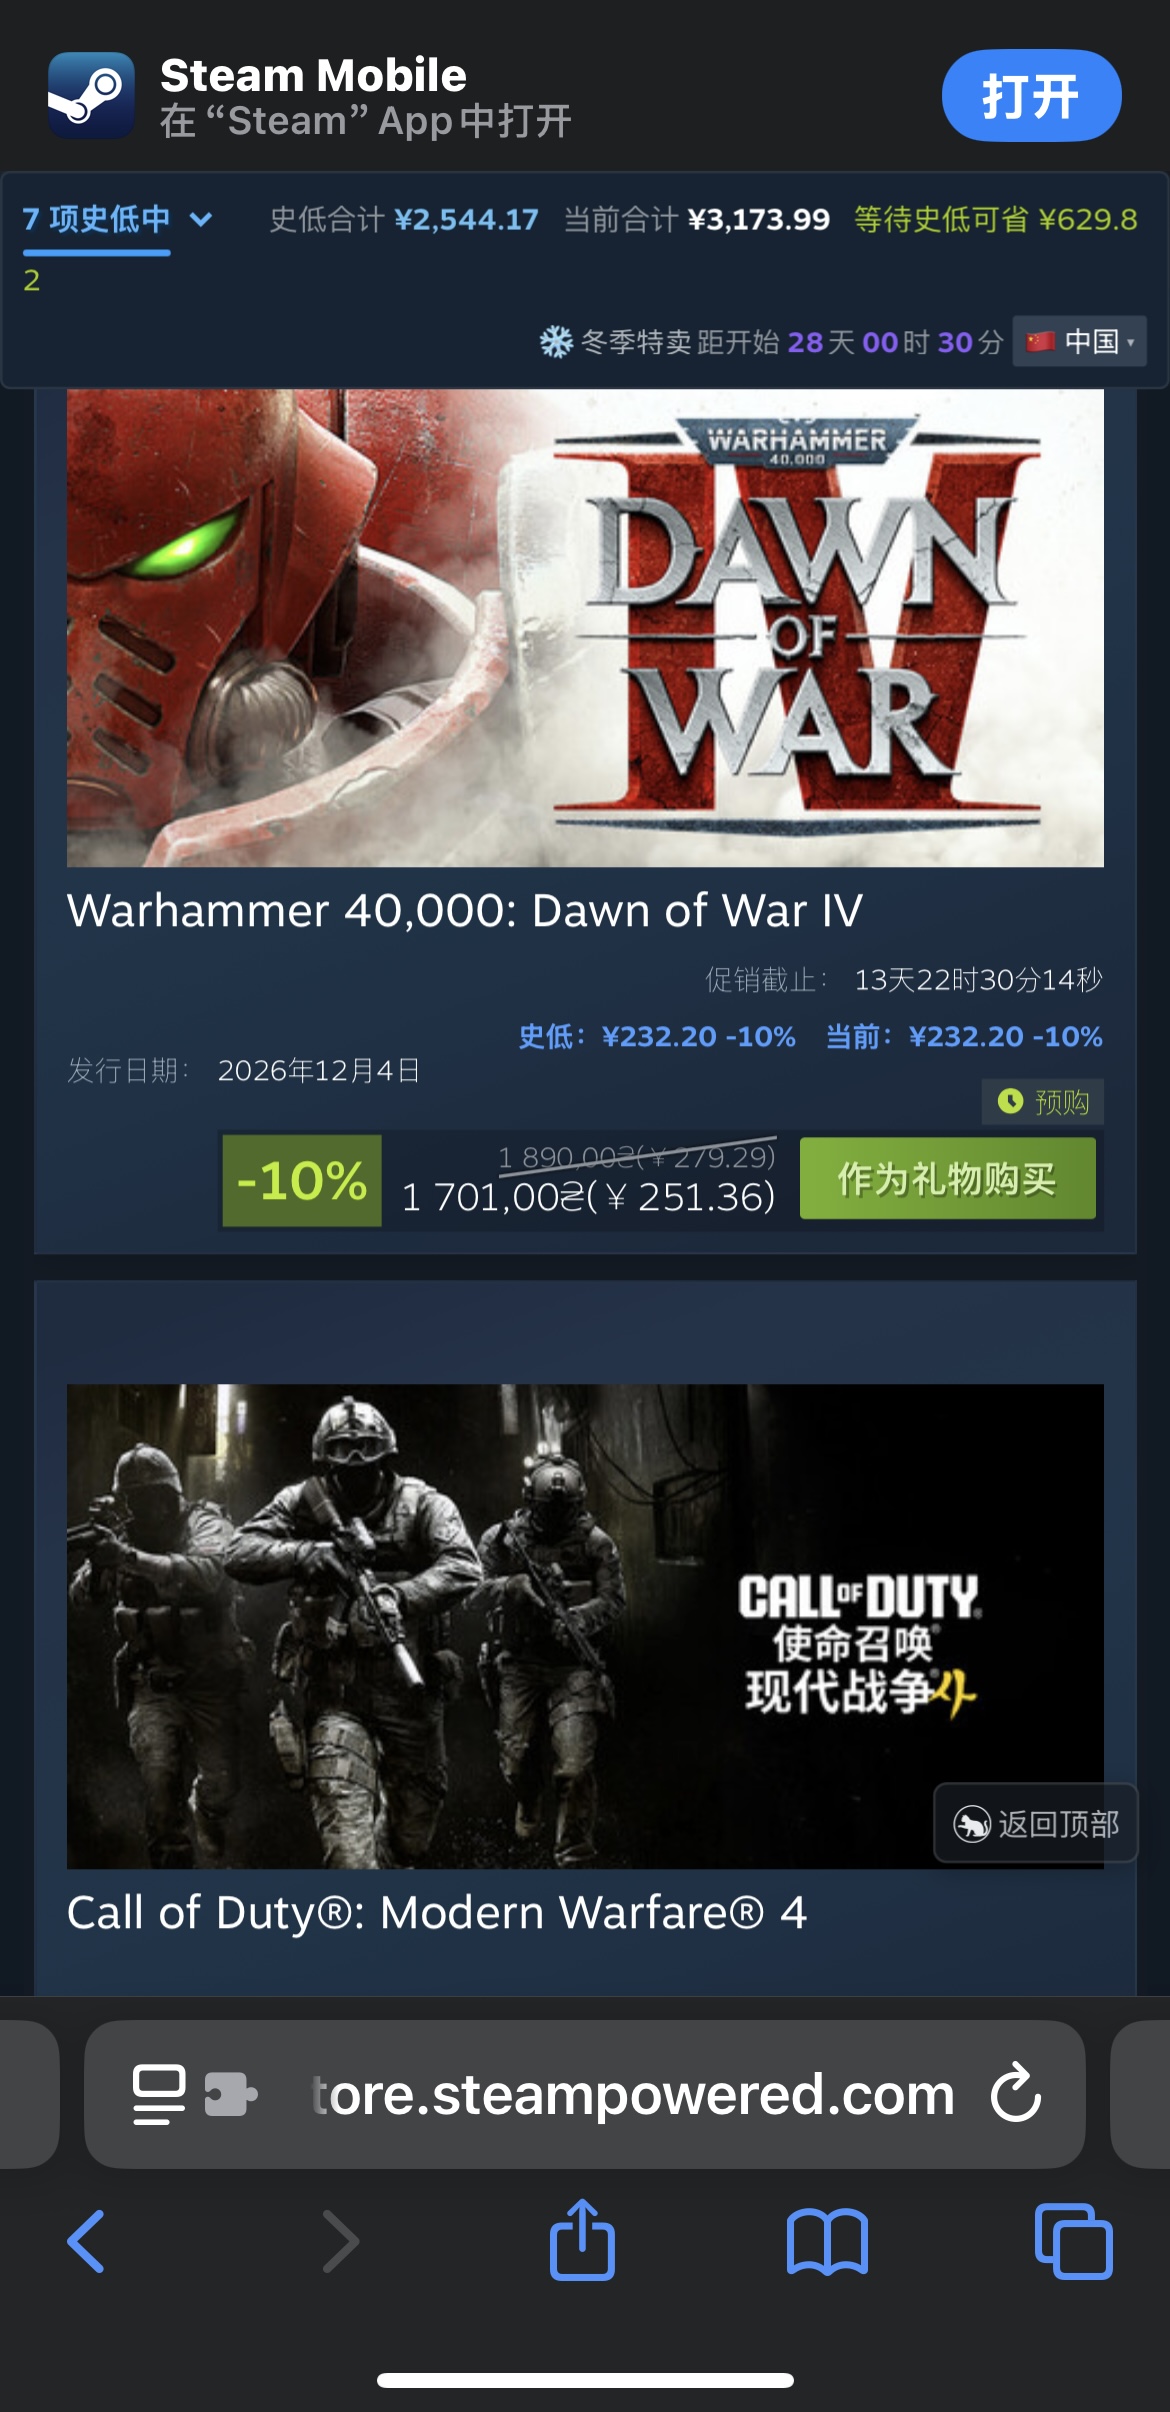 Steam Mobile
在“Steam”App中打开
打开
7 项史低中 史低合计 ¥2,544.17 当前合计 ¥3,173.99 等待史低可省 ¥629.8
2
冬季特卖 距开始 28 天 00 时 30 分 中国
WARHAMMER
40,000
DAWN
OF
WAR
IV
Warhammer 40,000: Dawn of War IV
促销截止: 13天22时30分14秒
史低: ¥232.20 -10% 当前: ¥232.20 -10%
发行日期: 2026年12月4日
预购
-10%
1 890,00₴(¥ 279.29)
1 701,00₴(¥ 251.36)
作为礼物购买
CALL OF DUTY®
使命召唤®
现代战争®4
返回顶部
Call of Duty®: Modern Warfare® 4
tore.steampowered.com